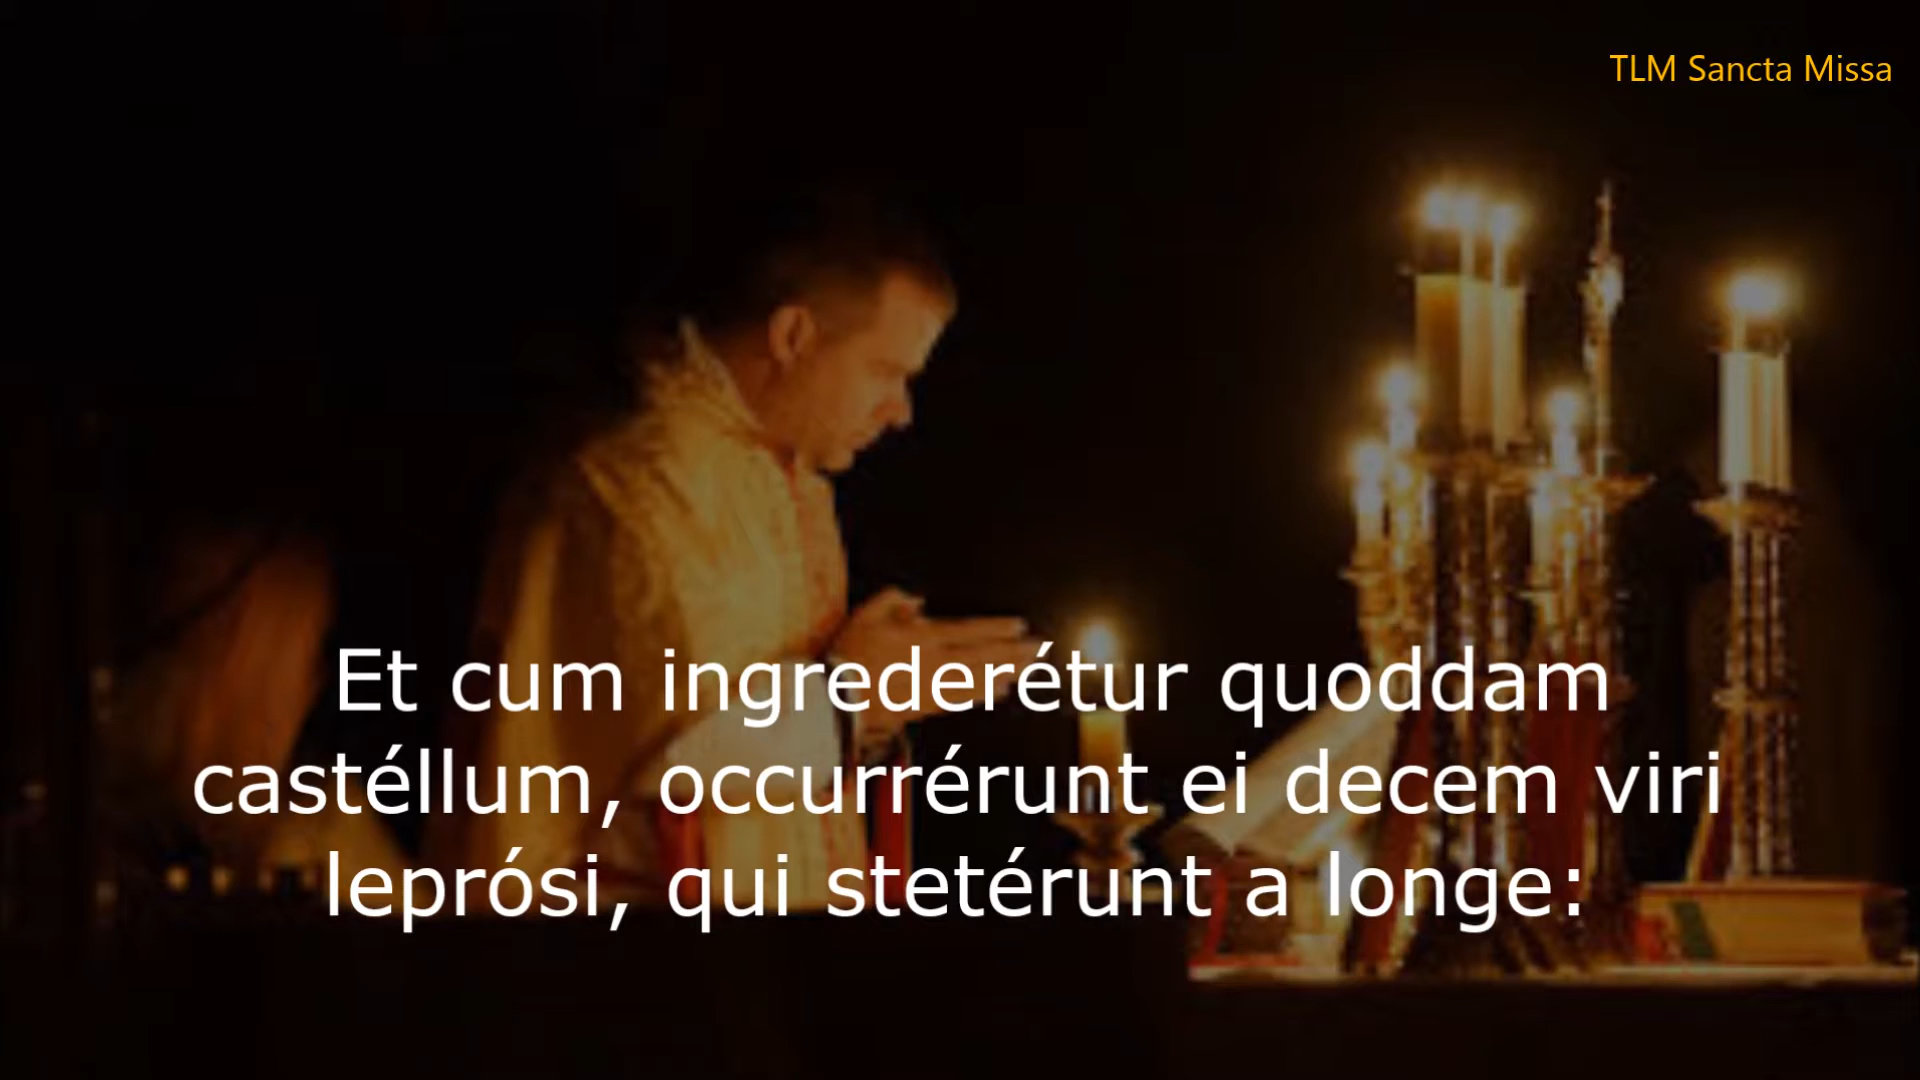 TLM Sancta Missa
Et cum ingrederétur quoddam
castéllum, occurrérunt ei decem viri
leprósi, qui stetérunt a longe: